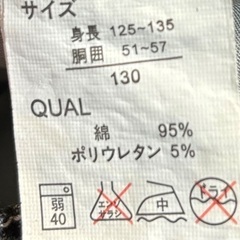 サイズ
身長 125~135
胴囲 51~57
130
QUAL
綿 95%
ポリウレタン 5%
弱 40
エンソサラシ
中
ドライ